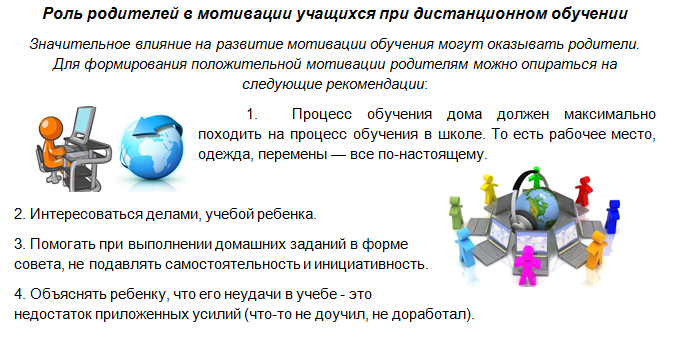 Роль родителей в мотивации учащихся при дистанционном обучении
Значительное влияние на развитие мотивации обучения могут оказывать родители.
Для формирования положительной мотивации родителям можно опираться на
следующие рекомендации:
1. Процесс обучения дома должен максимально
походить на процесс обучения в школе. То есть рабочее место,
одежда, перемены — все по-настоящему.
2. Интересоваться делами, учебой ребенка.
3. Помогать при выполнении домашних заданий в форме
совета, не подавлять самостоятельность и инициативность.
4. Объяснять ребенку, что его неудачи в учебе - это
недостаток приложенных усилий (что-то не доучил, не доработал).